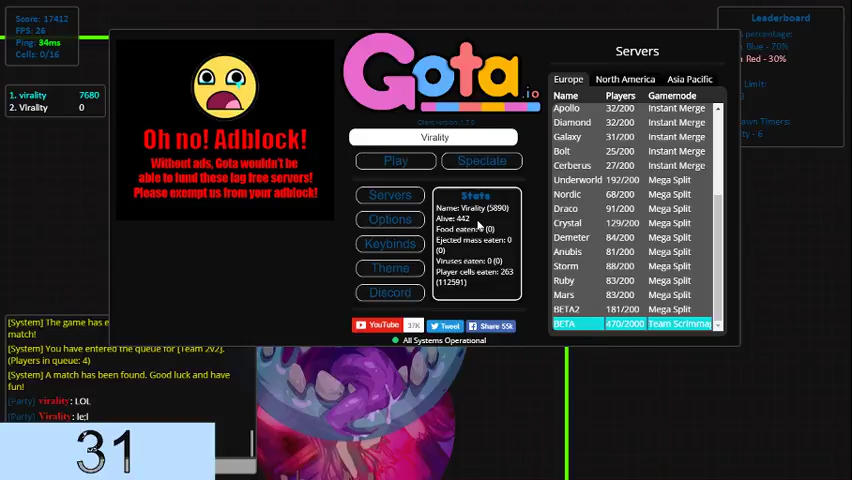 Score: 17412
FPS: 26
Ping: 34ms
Cells: 0/16
1. virality 7680
2. Virality 0
Oh no! Adblock!
Without ads, Gota wouldn't be
able to fund these lag free servers!
Please exempt us from your adblock!
Gota.io
Client version: 1.7.0
Virality
Play Spectate
Servers
Options
Keybinds
Theme
Discord
Stats
Name: Virality (5890)
Alive: 442
Food eaten: (0)
Ejected mass eaten: 0
(0)
Viruses eaten: 0 (0)
Player cells eaten: 263
(112591)
YouTube 37K Tweet Share 55k
All Systems Operational
Servers
Europe North America Asia Pacific
Name Players Gamemode
Apollo 32/200 Instant Merge
Diamond 32/200 Instant Merge
Galaxy 31/200 Instant Merge
Bolt 25/200 Instant Merge
Cerberus 27/200 Instant Merge
Underworld 192/200 Mega Split
Nordic 68/200 Mega Split
Draco 91/200 Mega Split
Crystal 129/200 Mega Split
Demeter 84/200 Mega Split
Anubis 81/200 Mega Split
Storm 88/200 Mega Split
Ruby 83/200 Mega Split
Mars 83/200 Mega Split
BETA2 181/200 Mega Split
BETA 470/2000 Team Scrimmag
Leaderboard
percentage:
Blue - 70%
Red - 30%
Limit:
Timers:
- 6
[System] The game has e
match!
[System] You have entered the queue for [Team 2v2].
(Players in queue: 4)
[System] A match has been found. Good luck and have
fun!
[Party] virality: LOL
[Party] Virality: le;l
31